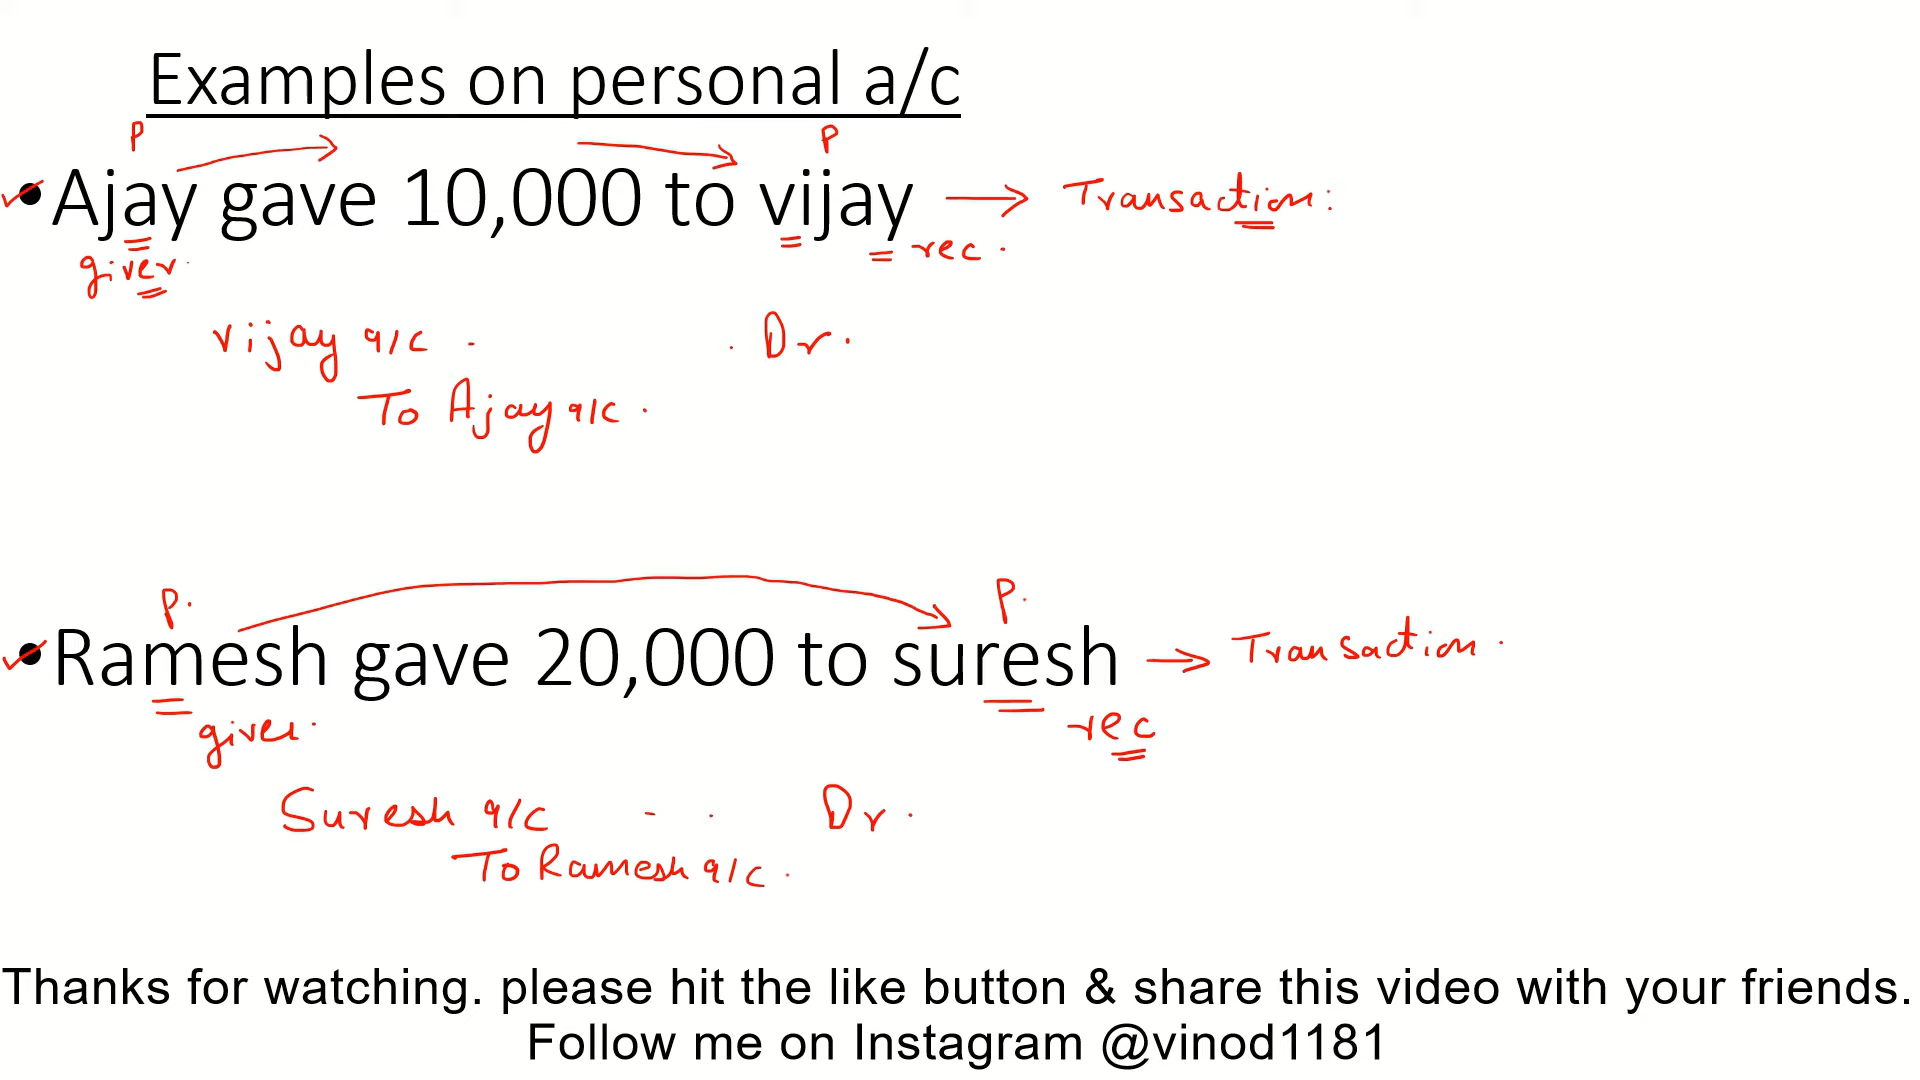 Examples on personal a/c
P P
•Ajay gave 10,000 to vijay → Transaction:
giver. rec.
Vijay a/c . . Dr.
To Ajay a/c.
P. P.
•Ramesh gave 20,000 to suresh → Transaction.
giver. rec
Suresh a/c - . Dr.
To Ramesh a/c.
Thanks for watching. please hit the like button & share this video with your friends.
Follow me on Instagram @vinod1181